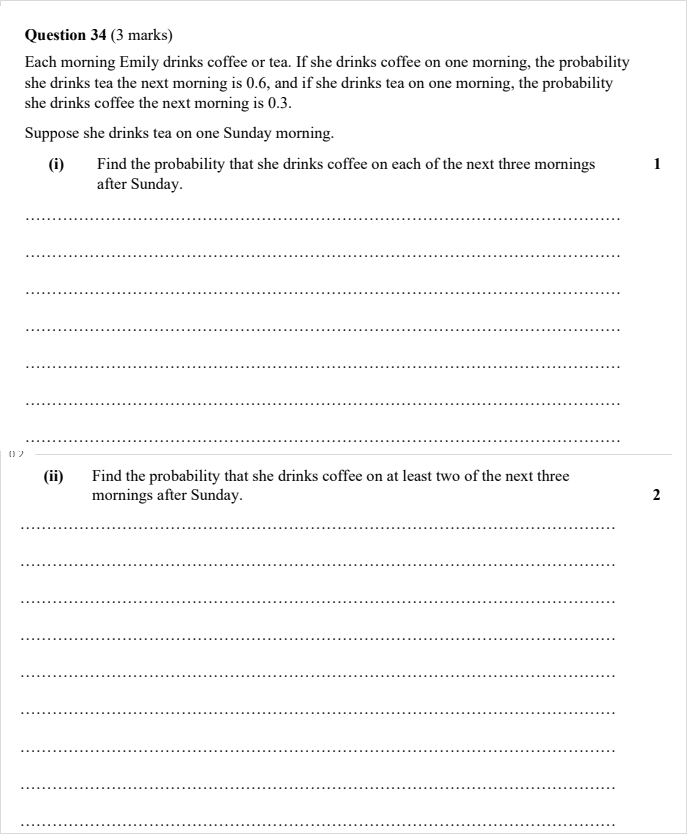 Question 34 (3 marks)
Each morning Emily drinks coffee or tea. If she drinks coffee on one morning, the probability
she drinks tea the next morning is 0.6, and if she drinks tea on one morning, the probability
she drinks coffee the next morning is 0.3.
Suppose she drinks tea on one Sunday morning.
(i) Find the probability that she drinks coffee on each of the next three mornings 1
after Sunday.
(ii) Find the probability that she drinks coffee on at least two of the next three
mornings after Sunday. 2